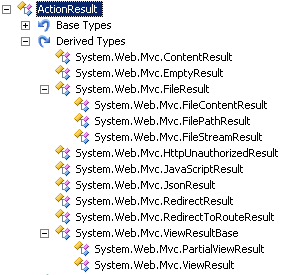 ActionResult
Base Types
Derived Types
System.Web.Mvc.ContentResult
System.Web.Mvc.EmptyResult
System.Web.Mvc.FileResult
System.Web.Mvc.FileContentResult
System.Web.Mvc.FilePathResult
System.Web.Mvc.FileStreamResult
System.Web.Mvc.HttpUnauthorizedResult
System.Web.Mvc.JavaScriptResult
System.Web.Mvc.JsonResult
System.Web.Mvc.RedirectResult
System.Web.Mvc.RedirectToRouteResult
System.Web.Mvc.ViewResultBase
System.Web.Mvc.PartialViewResult
System.Web.Mvc.ViewResult